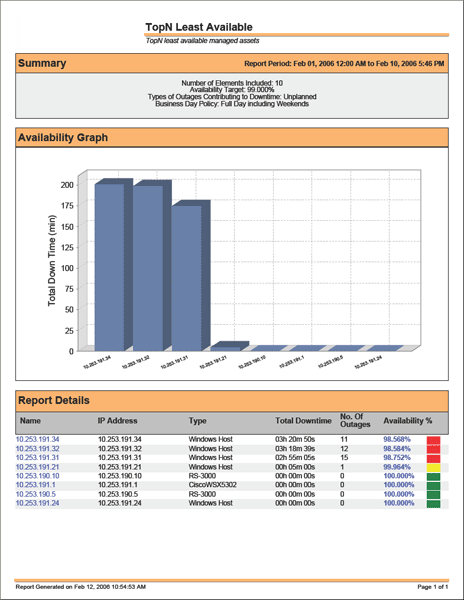 TopN Least Available
TopN least available managed assets
Summary
Report Period: Feb 01, 2006 12:00 AM to Feb 10, 2006 5:46 PM
Number of Elements Included: 10
Availability Target: 99.000%
Types of Outages Contributing to Downtime: Unplanned
Business Day Policy: Full Day including Weekends
Availability Graph
Total Down Time (min)
200
175
150
125
100
75
50
25
0
10.253.191.34 10.253.191.32 10.253.191.31 10.253.191.21 10.253.190.10 10.253.191.1 10.253.190.5 10.253.191.24
Report Details
Name IP Address Type Total Downtime No. Of Outages Availability %
10.253.191.34 10.253.191.34 Windows Host 03h 20m 50s 11 98.568%
10.253.191.32 10.253.191.32 Windows Host 03h 18m 39s 12 98.584%
10.253.191.31 10.253.191.31 Windows Host 02h 55m 05s 15 98.752%
10.253.191.21 10.253.191.21 Windows Host 00h 05m 00s 1 99.964%
10.253.190.10 10.253.190.10 RS-3000 00h 00m 00s 0 100.000%
10.253.191.1 10.253.191.1 CiscoWSX5302 00h 00m 00s 0 100.000%
10.253.190.5 10.253.190.5 RS-3000 00h 00m 00s 0 100.000%
10.253.191.24 10.253.191.24 Windows Host 00h 00m 00s 0 100.000%
Report Generated on Feb 12, 2006 10:54:53 AM
Page 1 of 1